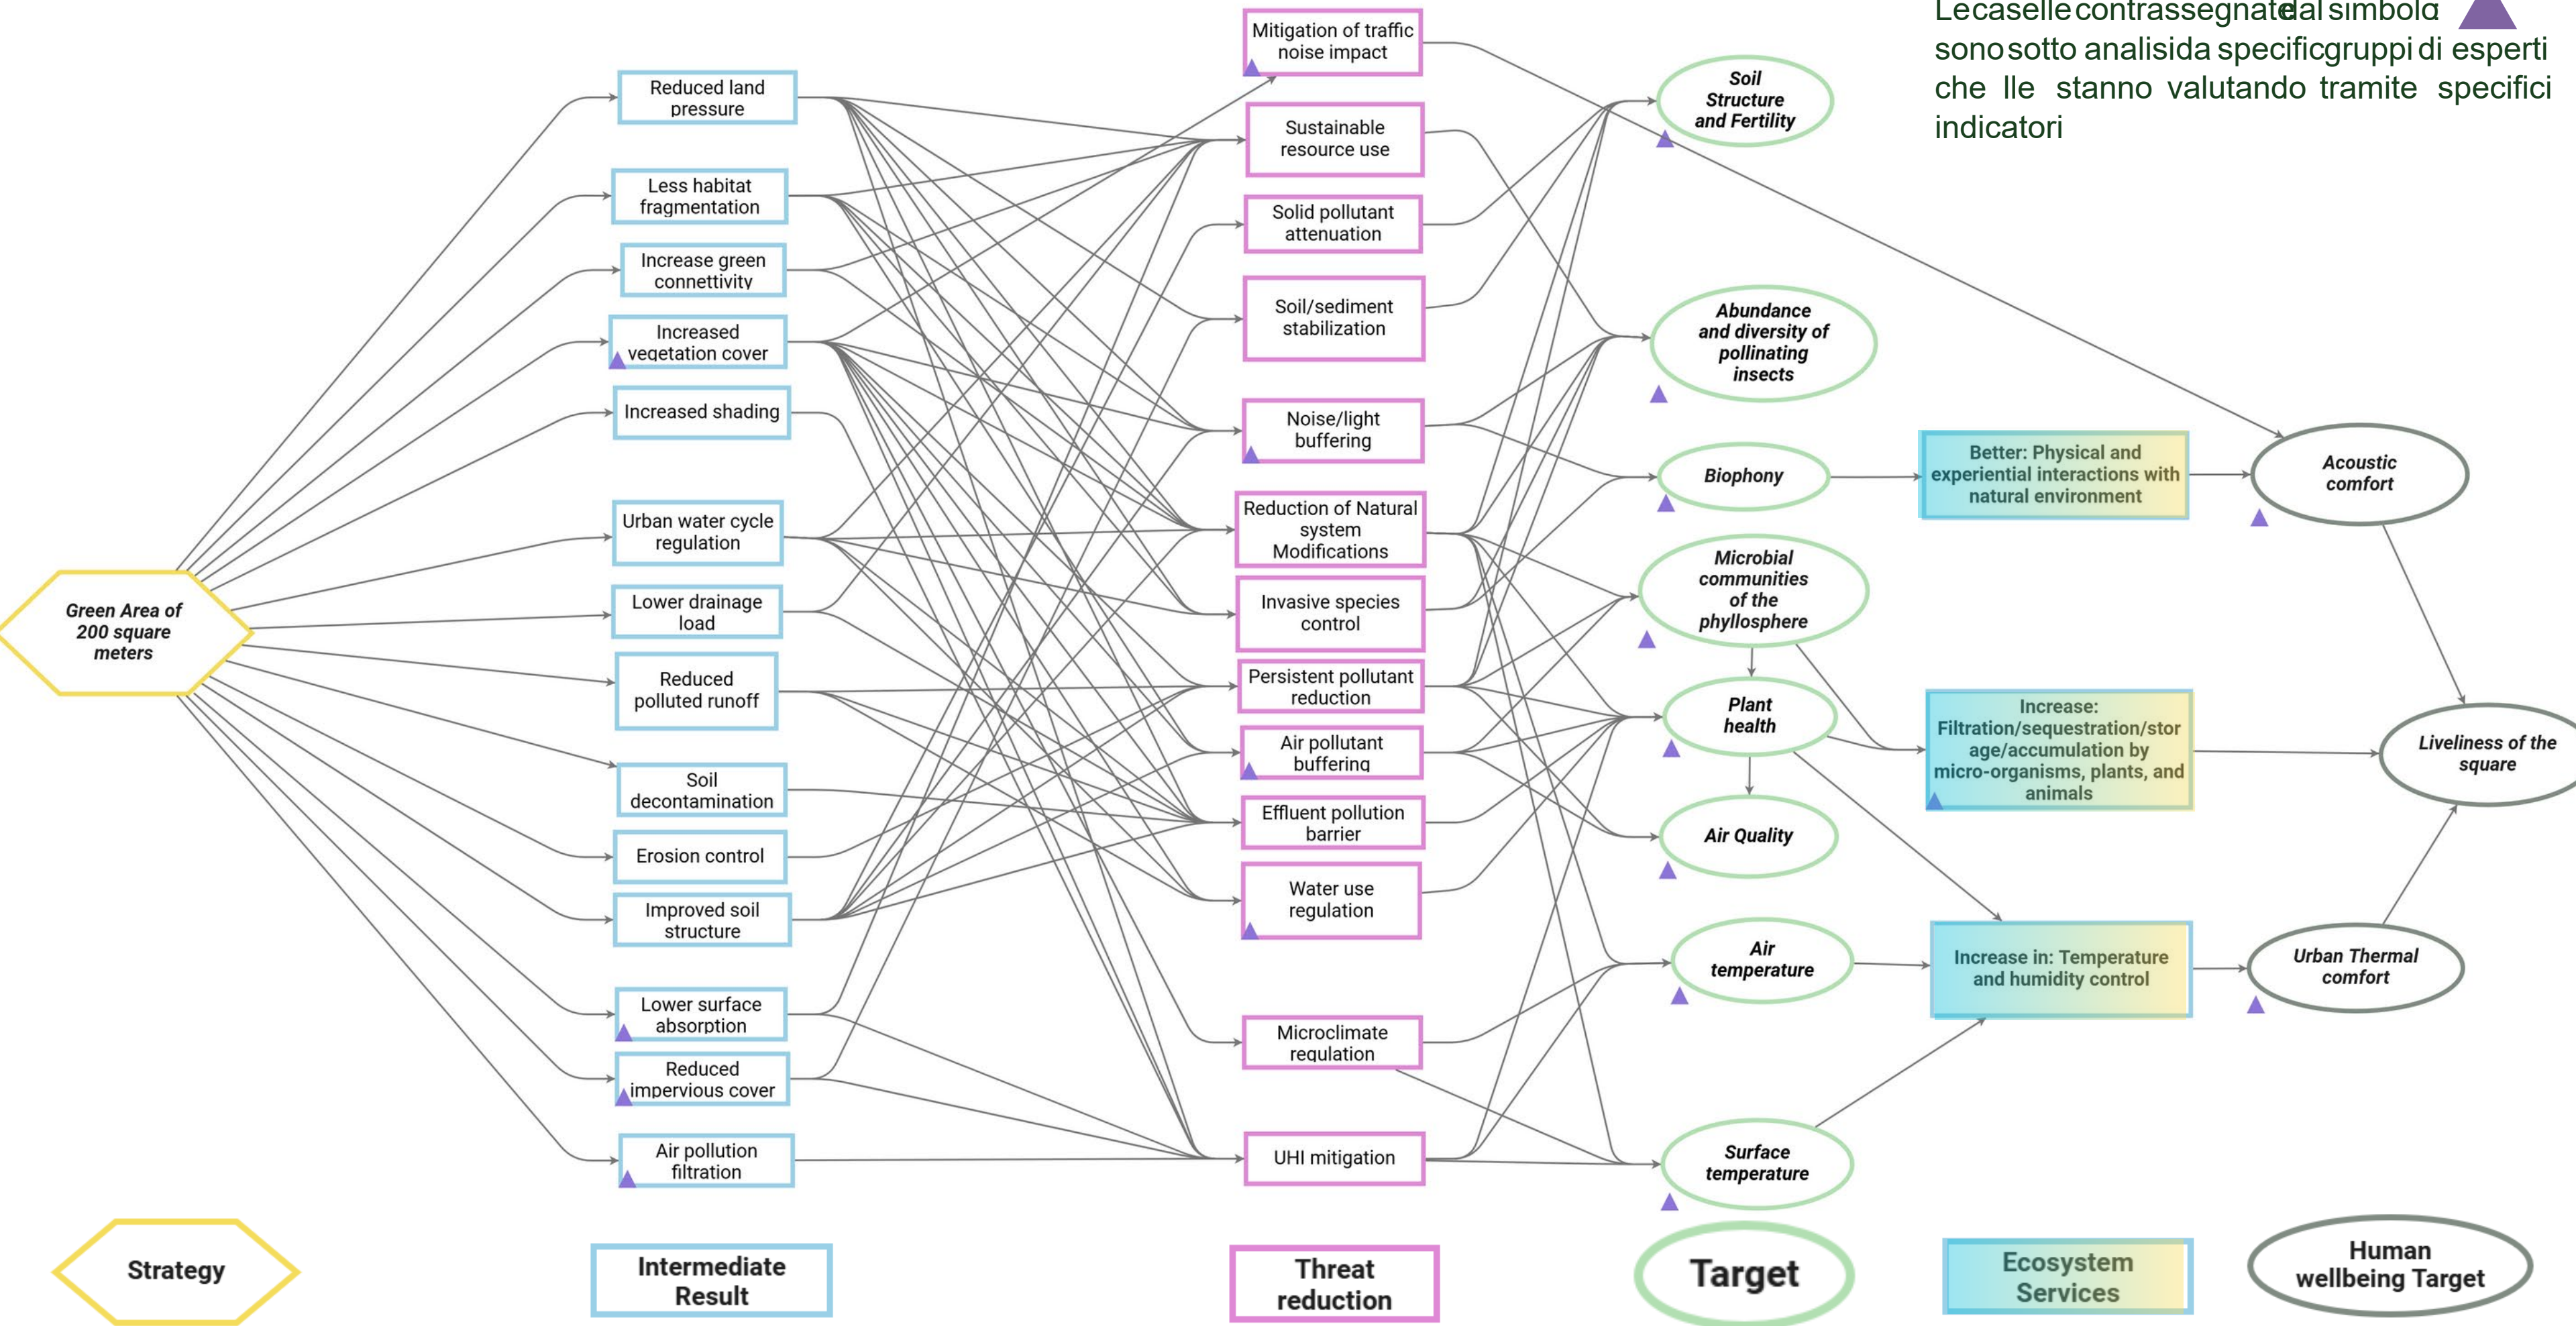 Le caselle contrassegnate dal simbolo:
sono sotto analisi da specifici gruppi di esperti
che lle stanno valutando tramite specifici
indicatori
Green Area of
200 square
meters
Reduced land
pressure
Less habitat
fragmentation
Increase green
connettivity
Increased
vegetation cover
Increased shading
Urban water cycle
regulation
Lower drainage
load
Reduced
polluted runoff
Soil
decontamination
Erosion control
Improved soil
structure
Lower surface
absorption
Reduced
impervious cover
Air pollution
filtration
Mitigation of traffic
noise impact
Sustainable
resource use
Solid pollutant
attenuation
Soil/sediment
stabilization
Noise/light
buffering
Reduction of Natural
system
Modifications
Invasive species
control
Persistent pollutant
reduction
Air pollutant
buffering
Effluent pollution
barrier
Water use
regulation
Microclimate
regulation
UHI mitigation
Soil
Structure
and Fertility
Abundance
and diversity of
pollinating
insects
Biophony
Microbial
communities
of the
phyllosphere
Plant
health
Air Quality
Air
temperature
Surface
temperature
Better: Physical and
experiential interactions with
natural environment
Increase:
Filtration/sequestration/stor
age/accumulation by
micro-organisms, plants, and
animals
Increase in: Temperature
and humidity control
Acoustic
comfort
Liveliness of the
square
Urban Thermal
comfort
Strategy
Intermediate
Result
Threat
reduction
Target
Ecosystem
Services
Human
wellbeing Target